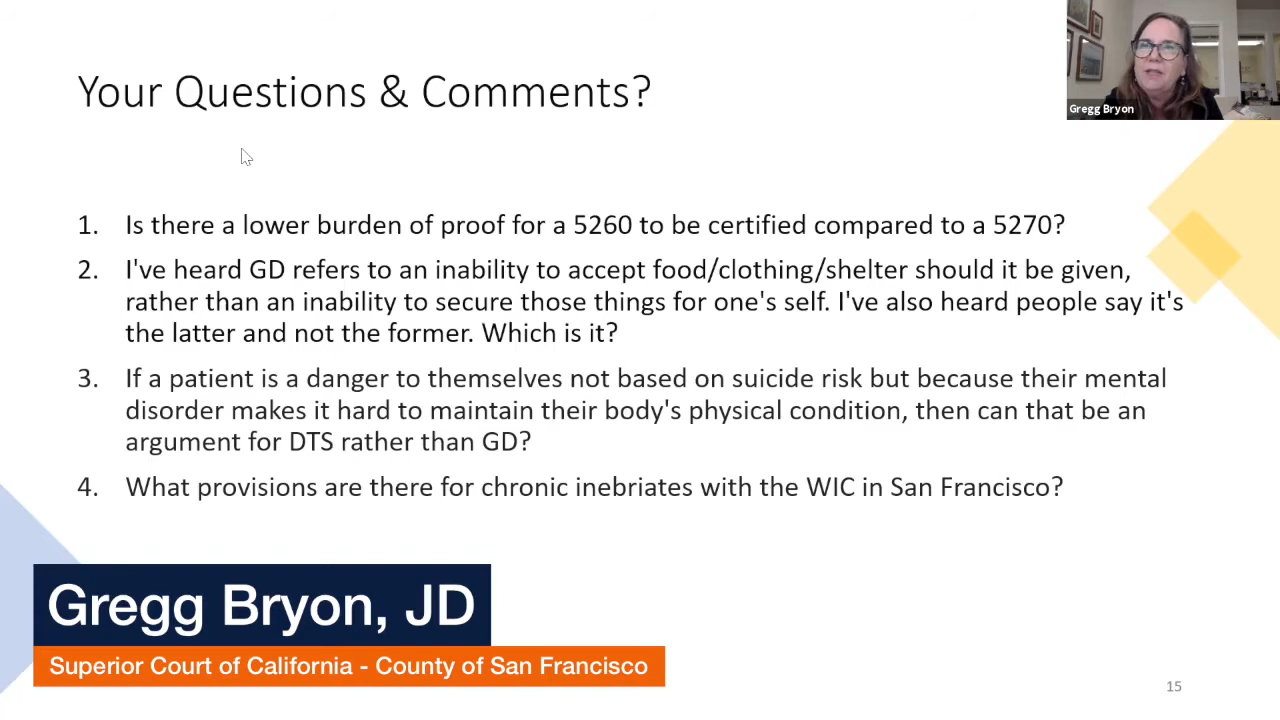 Your Questions & Comments?
Gregg Bryon
1. Is there a lower burden of proof for a 5260 to be certified compared to a 5270?
2. I've heard GD refers to an inability to accept food/clothing/shelter should it be given,
rather than an inability to secure those things for one's self. I've also heard people say it's
the latter and not the former. Which is it?
3. If a patient is a danger to themselves not based on suicide risk but because their mental
disorder makes it hard to maintain their body's physical condition, then can that be an
argument for DTS rather than GD?
4. What provisions are there for chronic inebriates with the WIC in San Francisco?
Gregg Bryon, JD
Superior Court of California - County of San Francisco
15